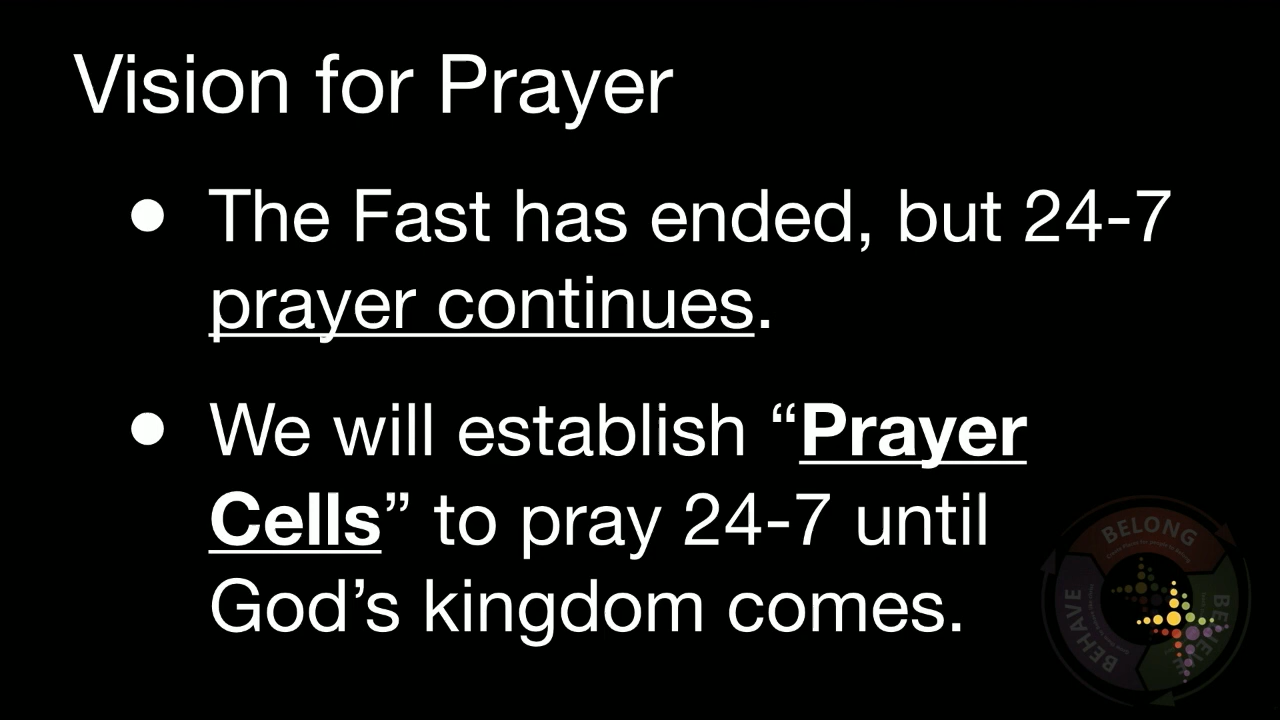 Vision for Prayer
● The Fast has ended, but 24-7
prayer continues.
● We will establish “Prayer
Cells” to pray 24-7 until
God’s kingdom comes.
BELONG
BEHAVE